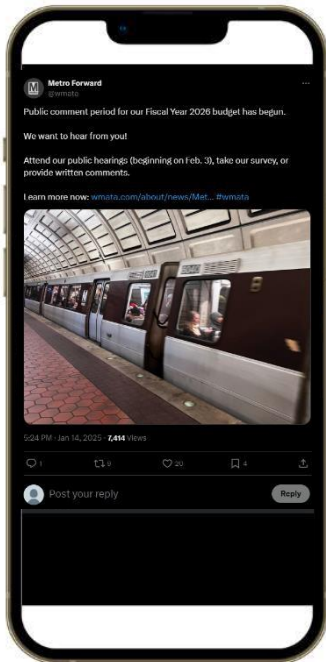 Metro Forward
@wmata
Public comment period for our Fiscal Year 2026 budget has begun.
We want to hear from you!
Attend our public hearings (beginning on Feb. 3), take our survey, or
provide written comments.
Learn more now: wmata.com/about/news/Met... #wmata
5:24 PM · Jan 14, 2025 · 7,414 Views
1 9 20 4
Post your reply
Reply